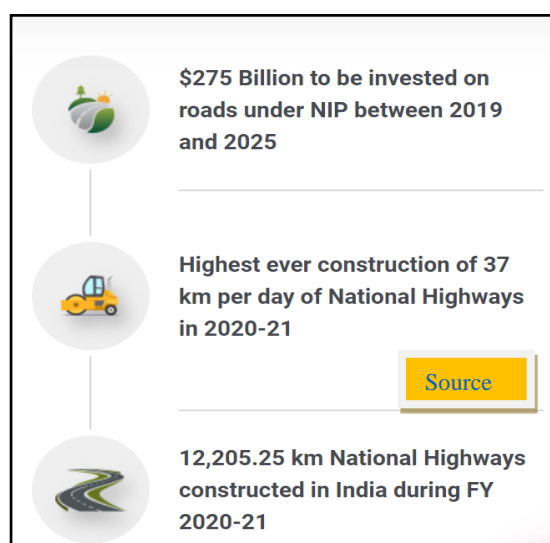 $275 Billion to be invested on
roads under NIP between 2019
and 2025
Highest ever construction of 37
km per day of National Highways
in 2020-21
Source
12,205.25 km National Highways
constructed in India during FY
2020-21